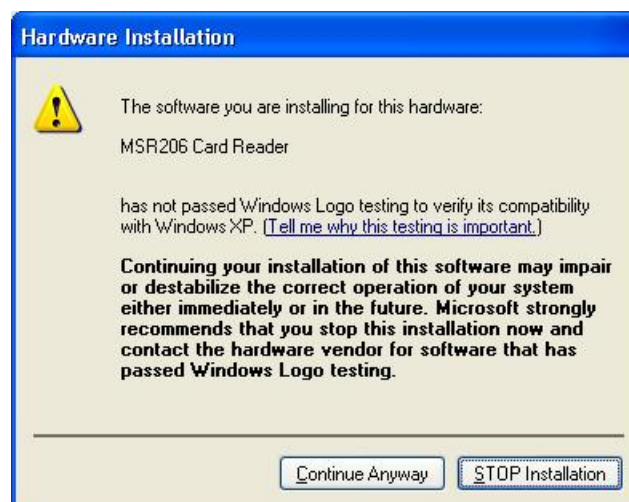 Hardware Installation
The software you are installing for this hardware:
MSR206 Card Reader
has not passed Windows Logo testing to verify its compatibility
with Windows XP. (Tell me why this testing is important.)
Continuing your installation of this software may impair
or destabilize the correct operation of your system
either immediately or in the future. Microsoft strongly
recommends that you stop this installation now and
contact the hardware vendor for software that has
passed Windows Logo testing.
Continue Anyway
STOP Installation